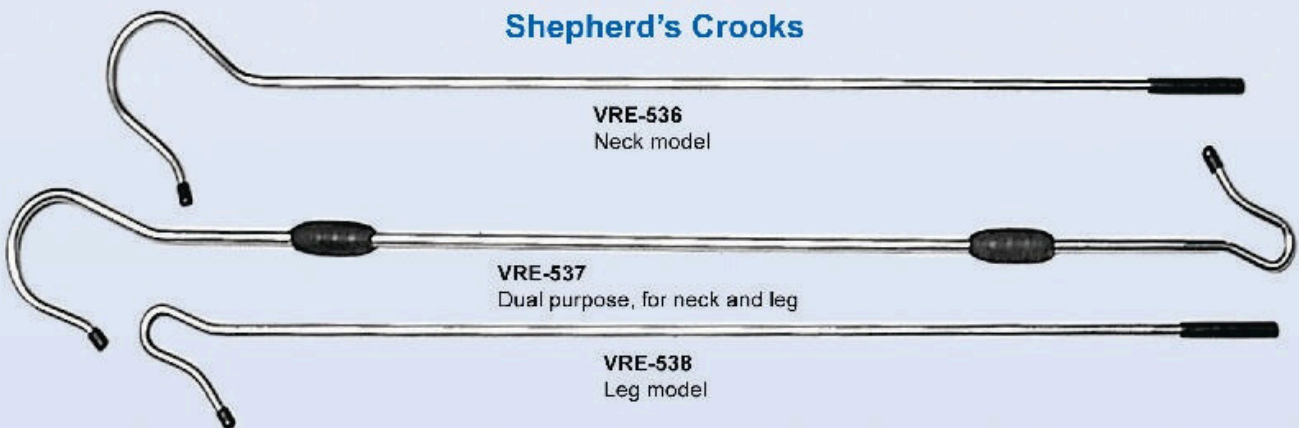 Shepherd's Crooks
VRE-536
Neck model
VRE-537
Dual purpose, for neck and leg
VRE-538
Leg model